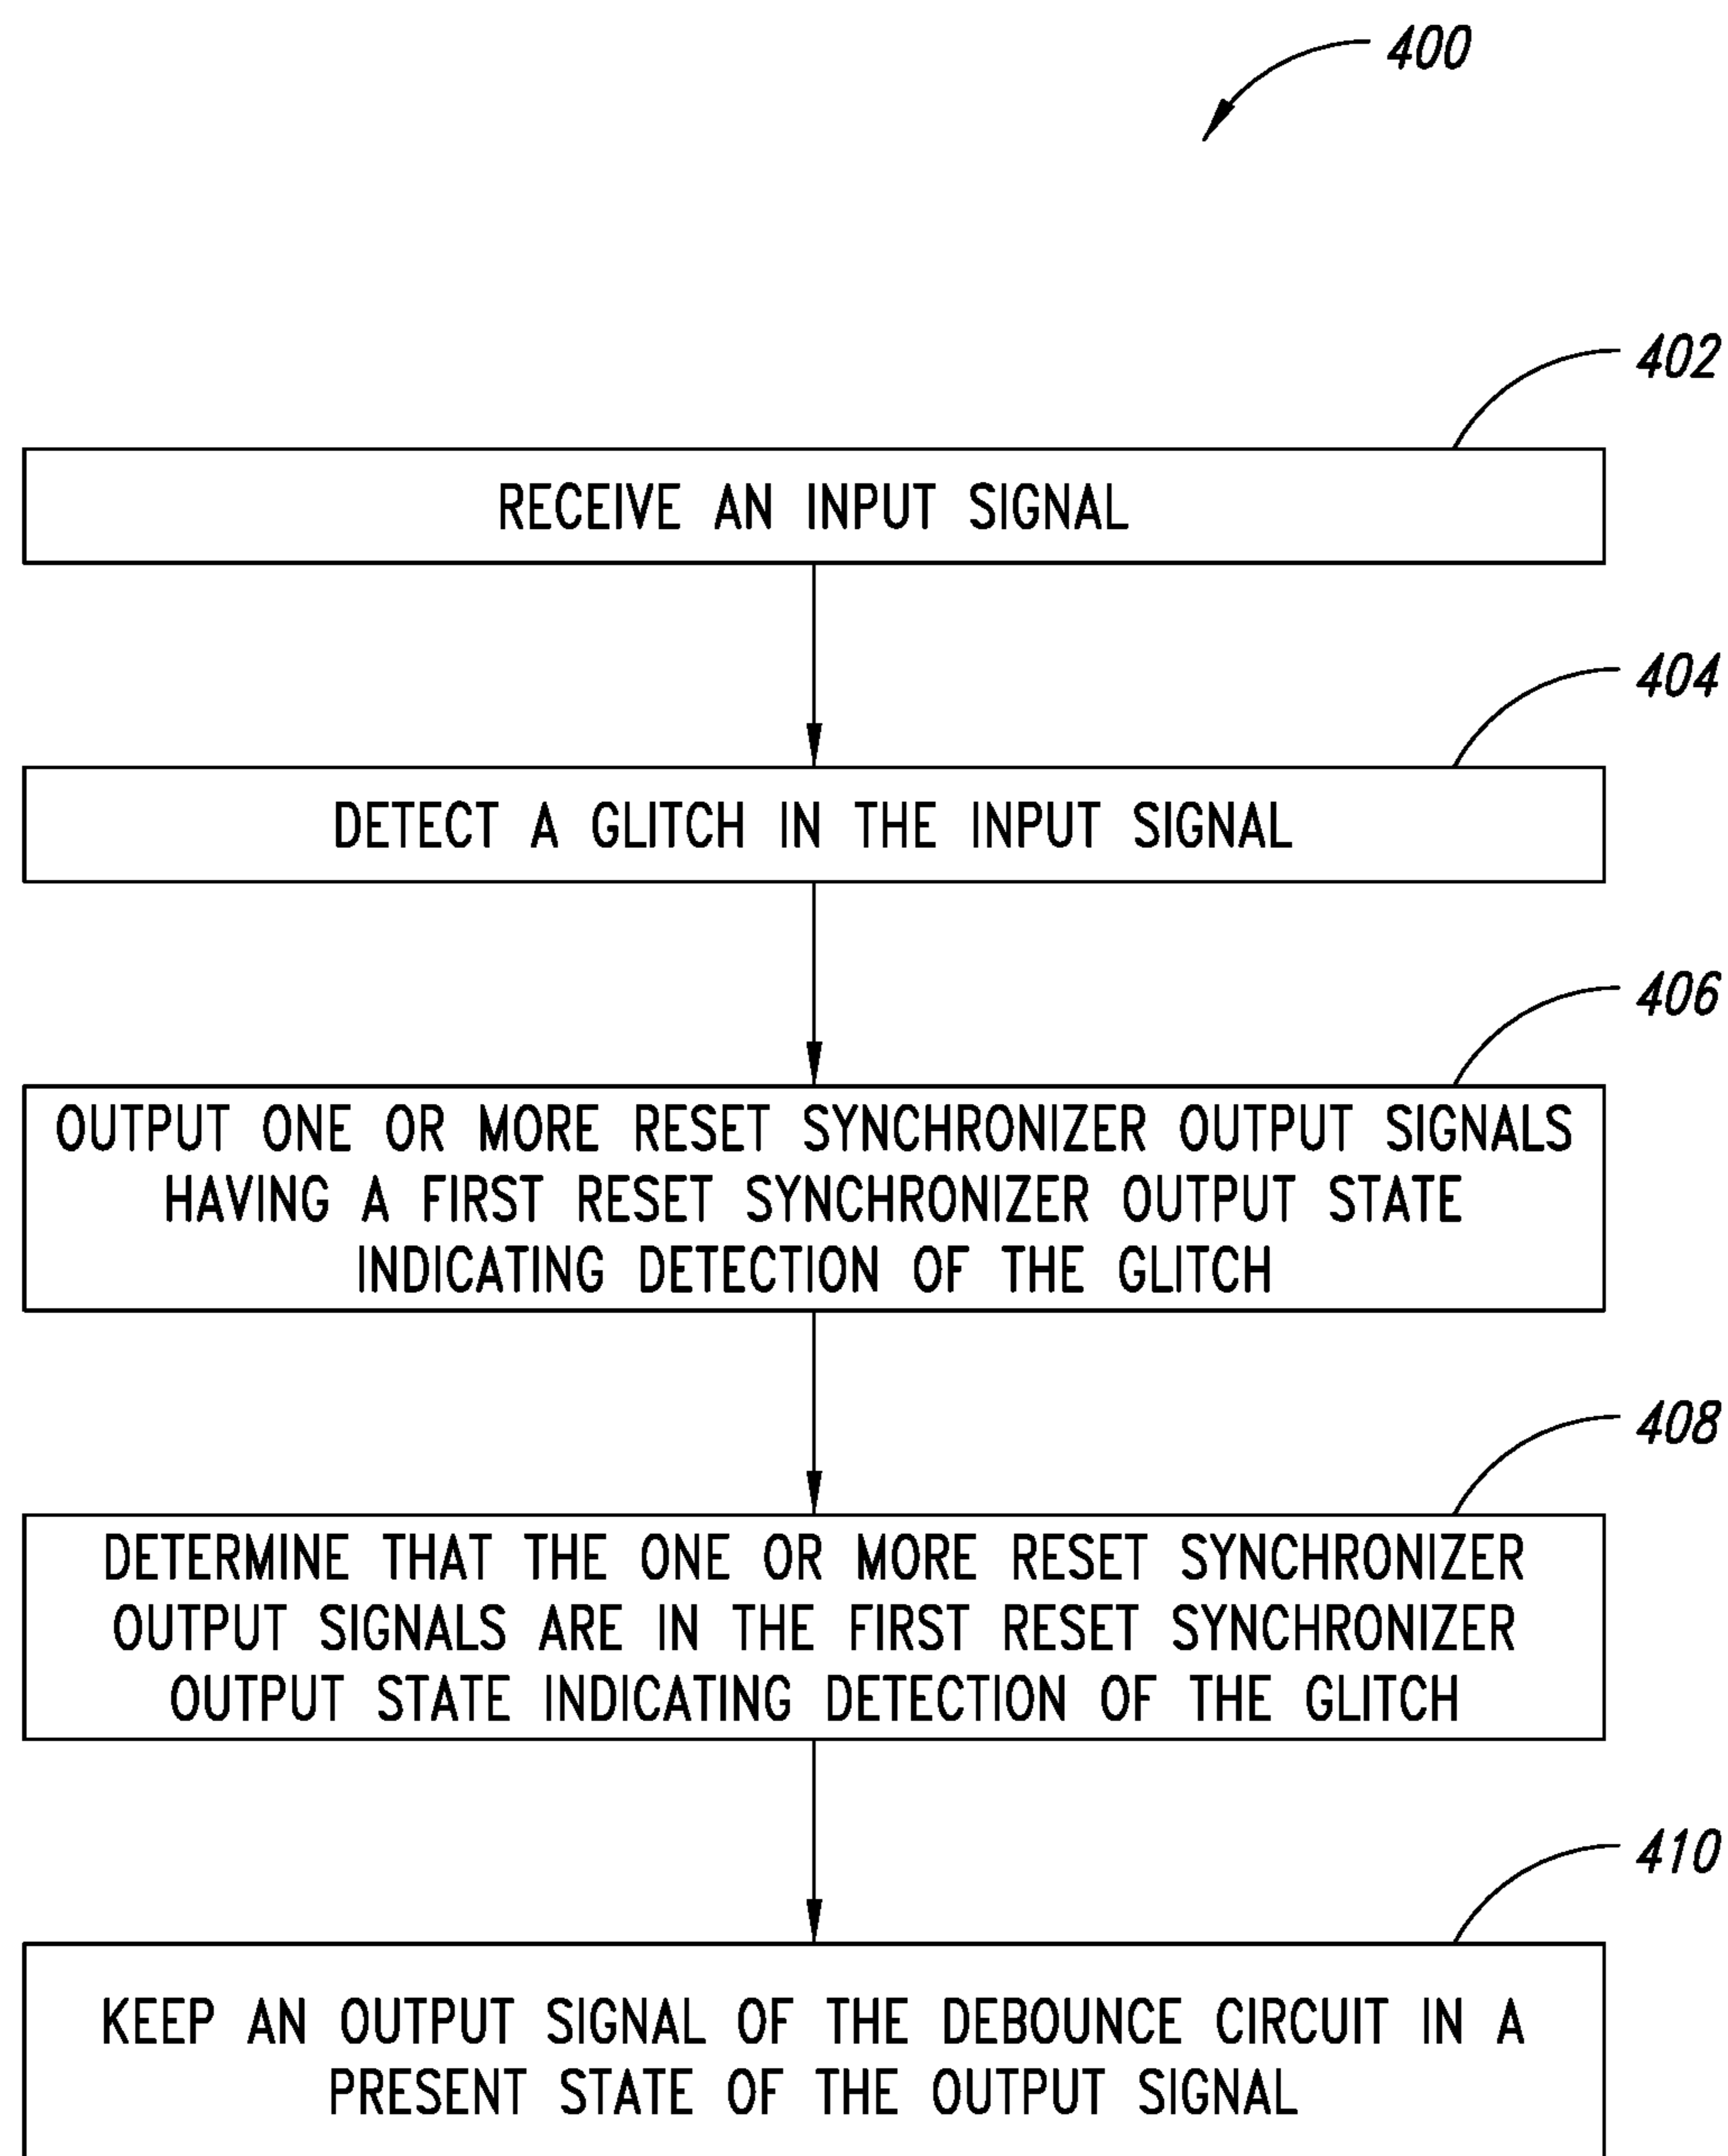 400
402
RECEIVE AN INPUT SIGNAL
404
DETECT A GLITCH IN THE INPUT SIGNAL
406
OUTPUT ONE OR MORE RESET SYNCHRONIZER OUTPUT SIGNALS
HAVING A FIRST RESET SYNCHRONIZER OUTPUT STATE
INDICATING DETECTION OF THE GLITCH
408
DETERMINE THAT THE ONE OR MORE RESET SYNCHRONIZER
OUTPUT SIGNALS ARE IN THE FIRST RESET SYNCHRONIZER
OUTPUT STATE INDICATING DETECTION OF THE GLITCH
410
KEEP AN OUTPUT SIGNAL OF THE DEBOUNCE CIRCUIT IN A
PRESENT STATE OF THE OUTPUT SIGNAL